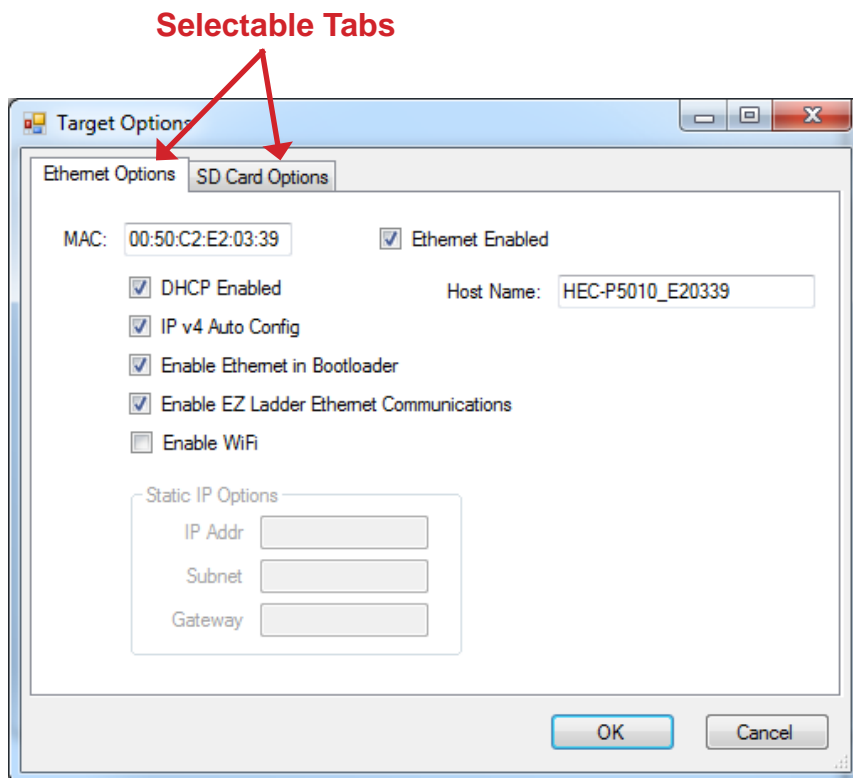 Selectable Tabs
Target Options
Ethernet Options SD Card Options
MAC: 00:50:C2:E2:03:39 Ethernet Enabled
DHCP Enabled Host Name: HEC-P5010_E20339
IP v4 Auto Config
Enable Ethernet in Bootloader
Enable EZ Ladder Ethernet Communications
Enable WiFi
Static IP Options
IP Addr
Subnet
Gateway
OK Cancel